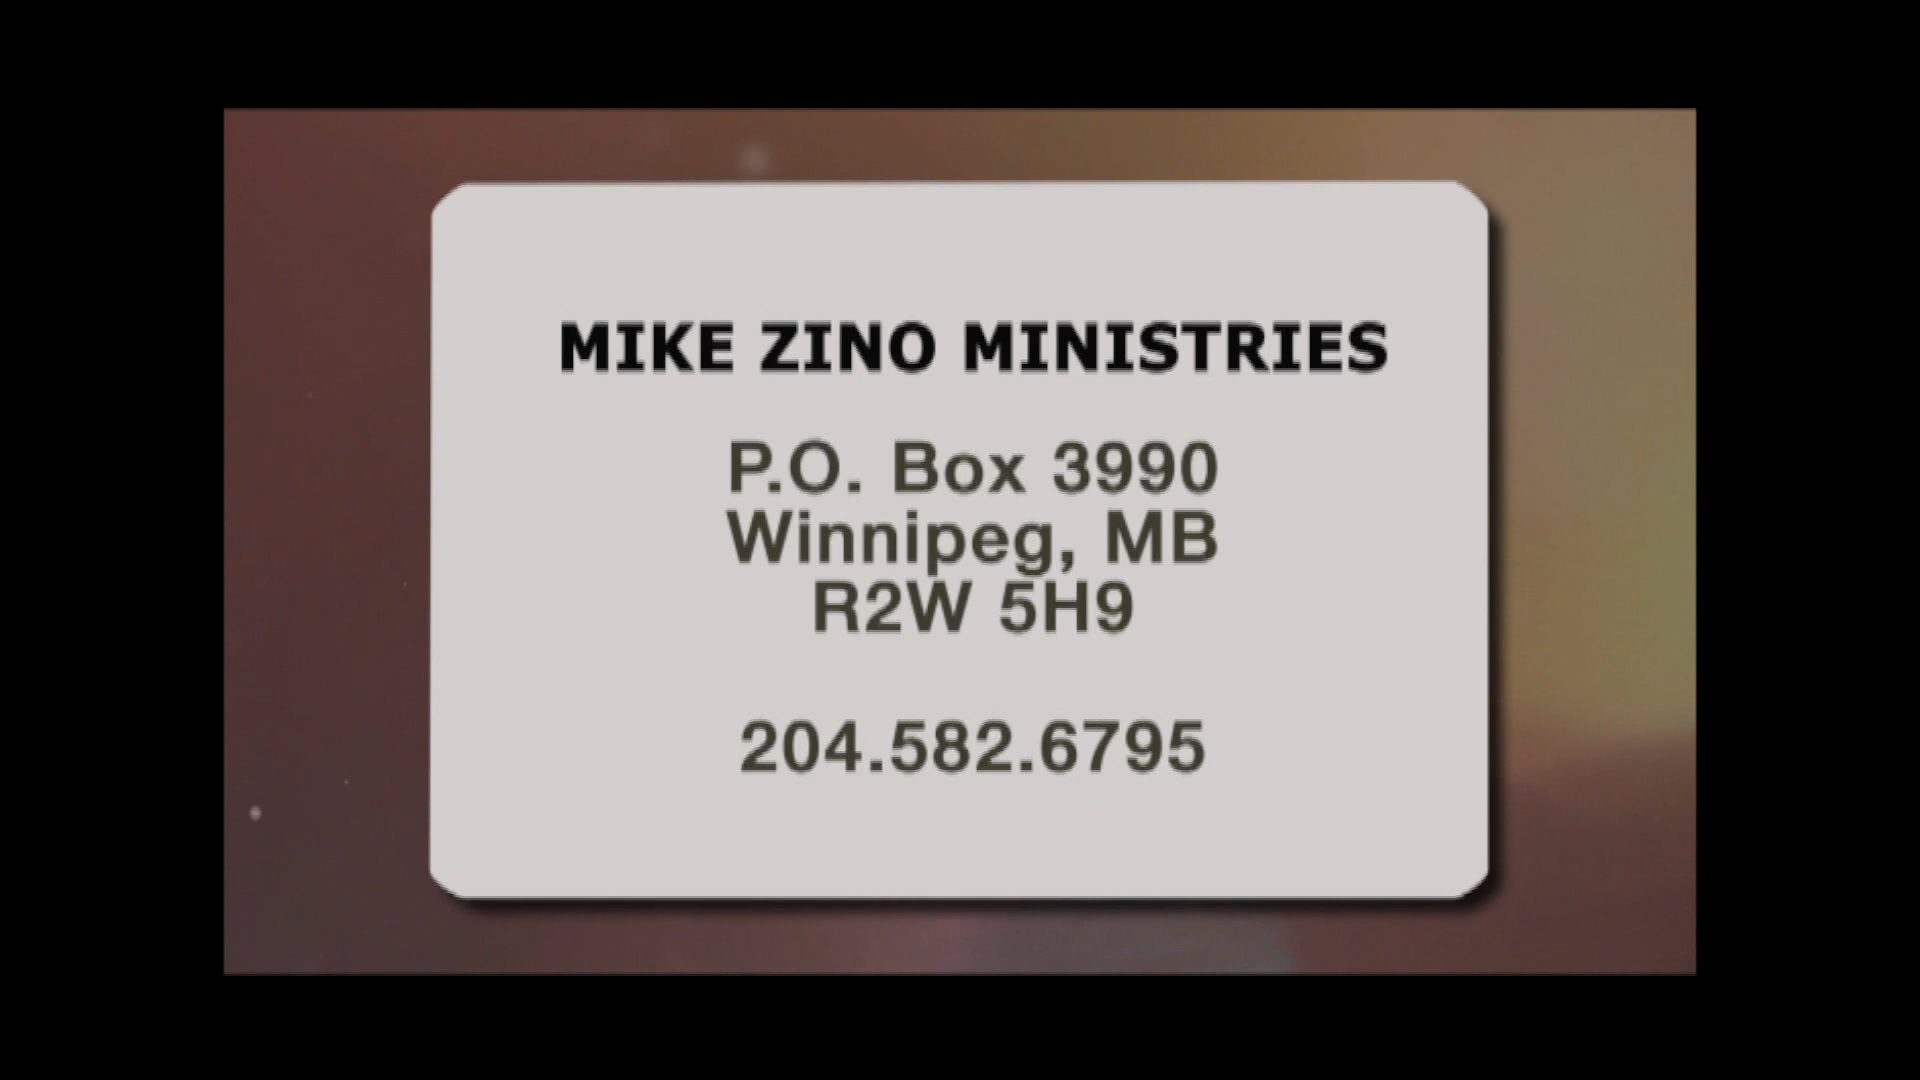 MIKE ZINO MINISTRIES
P.O. Box 3990
Winnipeg, MB
R2W 5H9
204.582.6795